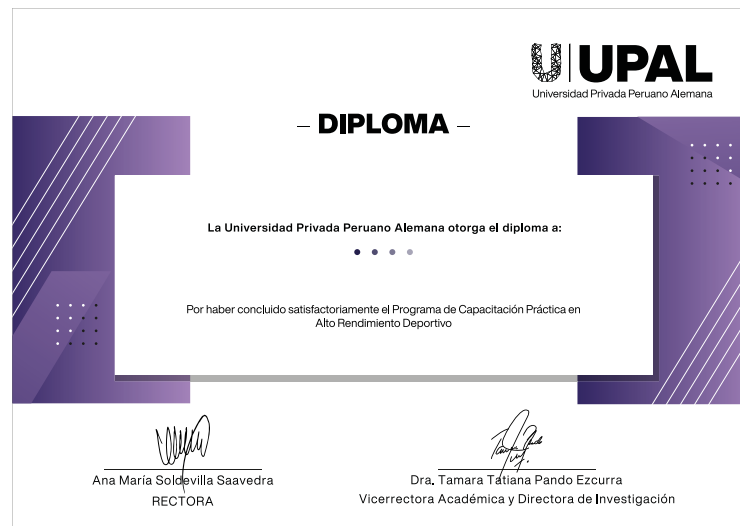 UPAL
Universidad Privada Peruano Alemana
– DIPLOMA –
La Universidad Privada Peruano Alemana otorga el diploma a:
Por haber concluido satisfactoriamente el Programa de Capacitación Práctica en
Alto Rendimiento Deportivo
Ana María Soldevilla Saavedra
RECTORA
Dra. Tamara Tatiana Pando Ezcurra
Vicerrectora Académica y Directora de Investigación